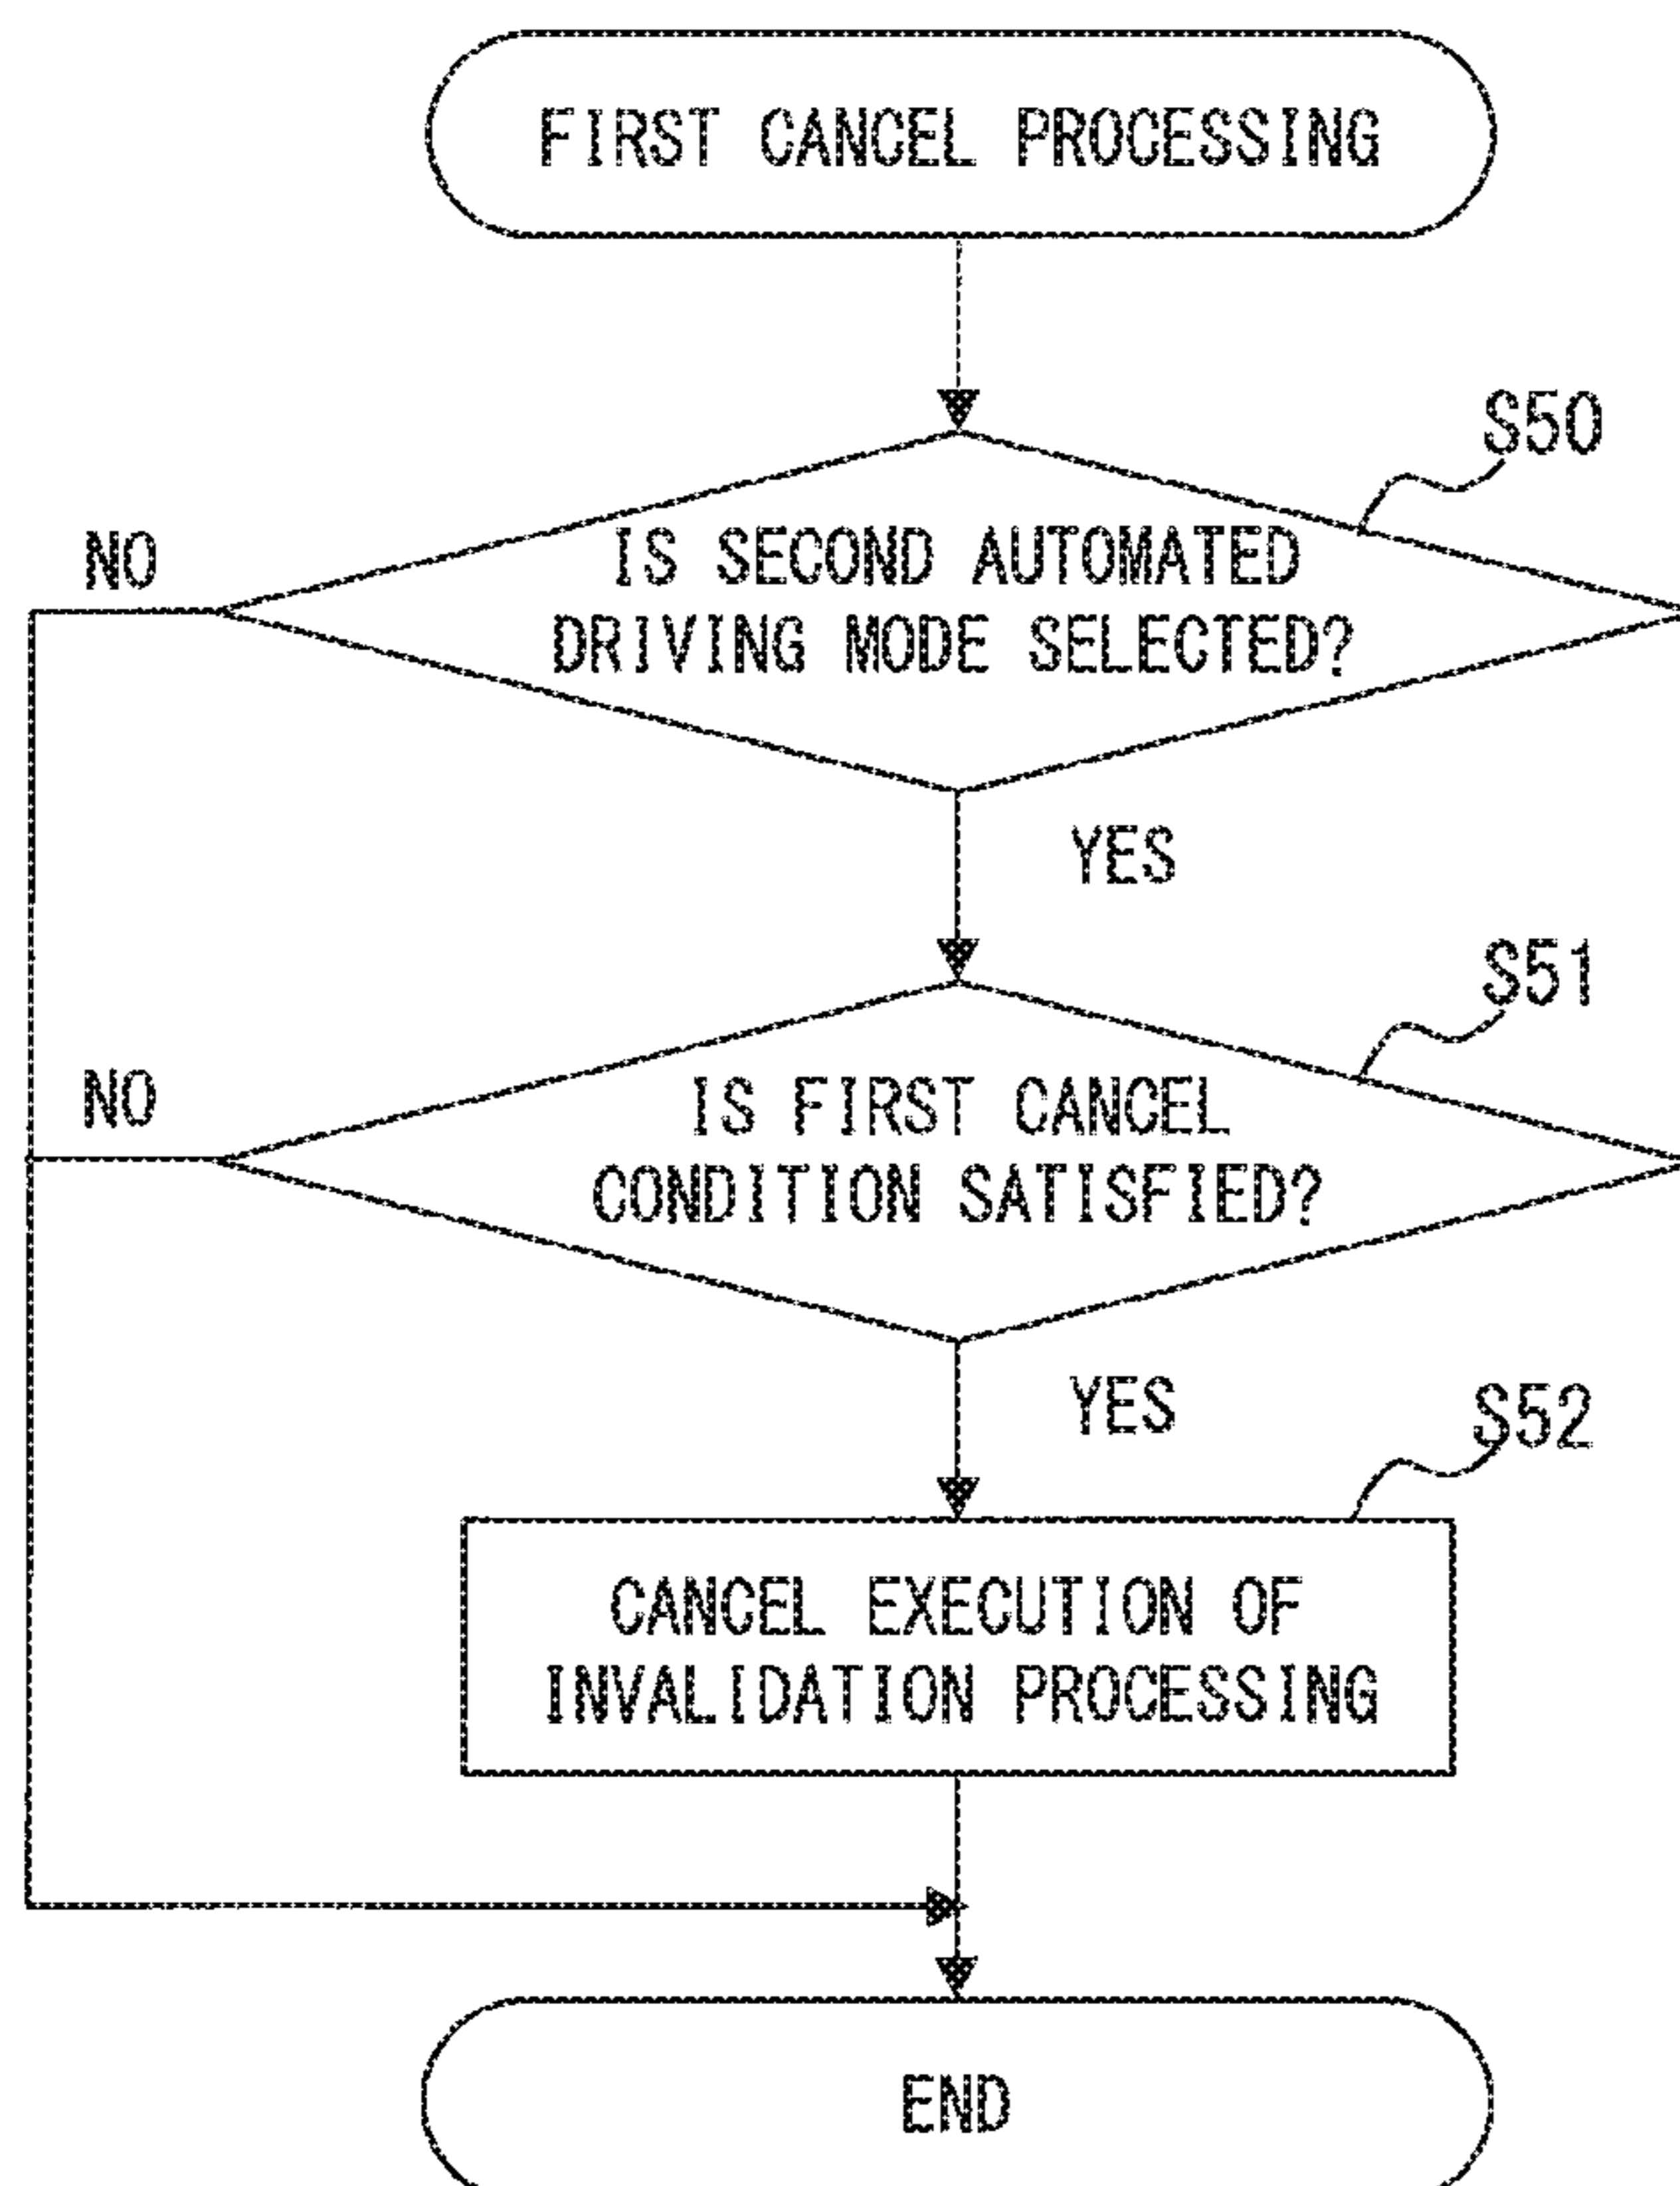 FIRST CANCEL PROCESSING
S50
NO
IS SECOND AUTOMATED
DRIVING MODE SELECTED?
YES
S51
NO
IS FIRST CANCEL
CONDITION SATISFIED?
YES
S52
CANCEL EXECUTION OF
INVALIDATION PROCESSING
END